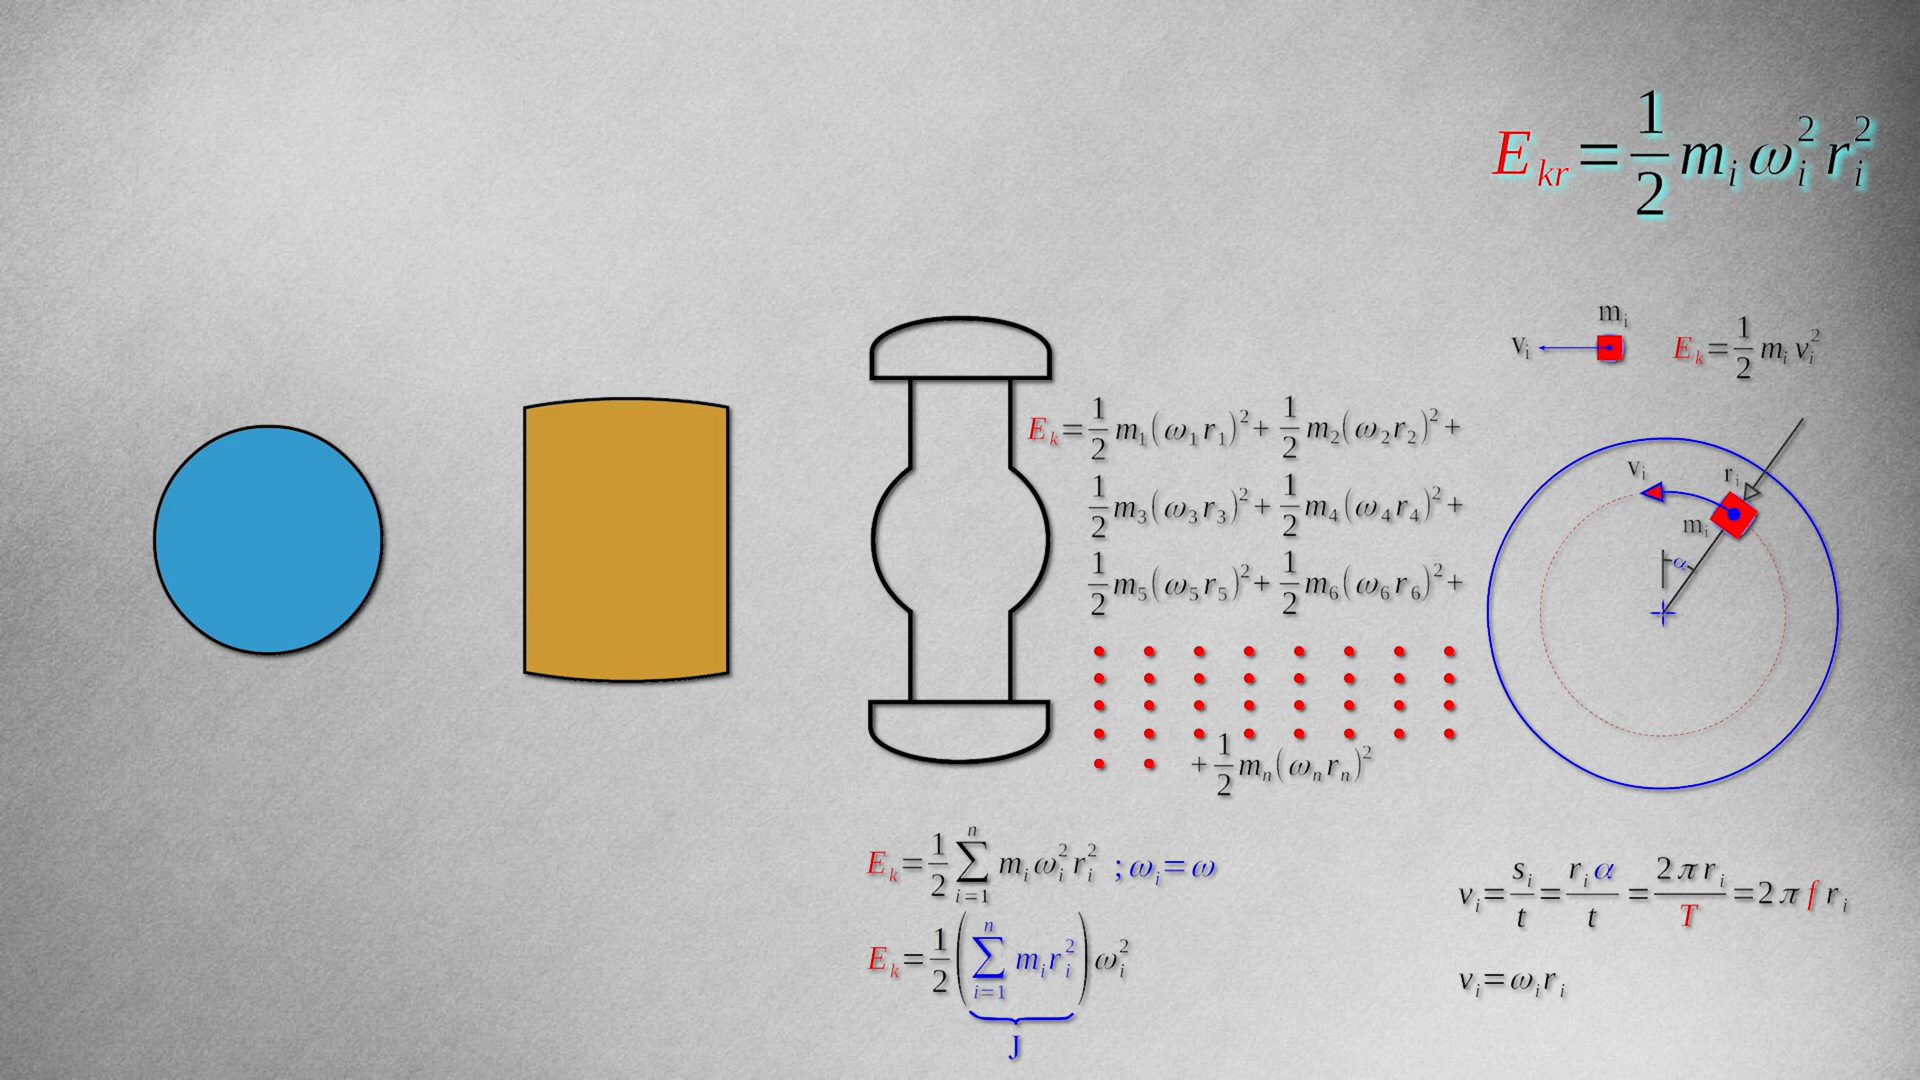 E_kr = 1/2 m_i ω_i^2 r_i^2
m_i
v_i
E_k = 1/2 m_i v_i^2
E_k = 1/2 m_1 (ω_1 r_1)^2 + 1/2 m_2 (ω_2 r_2)^2 +
1/2 m_3 (ω_3 r_3)^2 + 1/2 m_4 (ω_4 r_4)^2 +
1/2 m_5 (ω_5 r_5)^2 + 1/2 m_6 (ω_6 r_6)^2 +
+ 1/2 m_n (ω_n r_n)^2
v_i
r_i
m_i
α
E_k = 1/2 ∑_{i=1}^{n} m_i ω_i^2 r_i^2 ; ω_i = ω
E_k = 1/2 (∑_{i=1}^{n} m_i r_i^2) ω_i^2
J
v_i = s_i/t = r_i α/t = 2 π r_i/T = 2 π f r_i
v_i = ω_i r_i